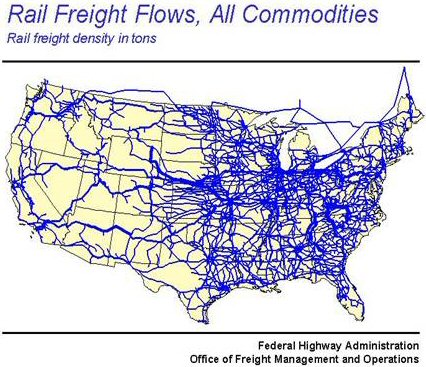 Rail Freight Flows, All Commodities
Rail freight density in tons
Federal Highway Administration
Office of Freight Management and Operations